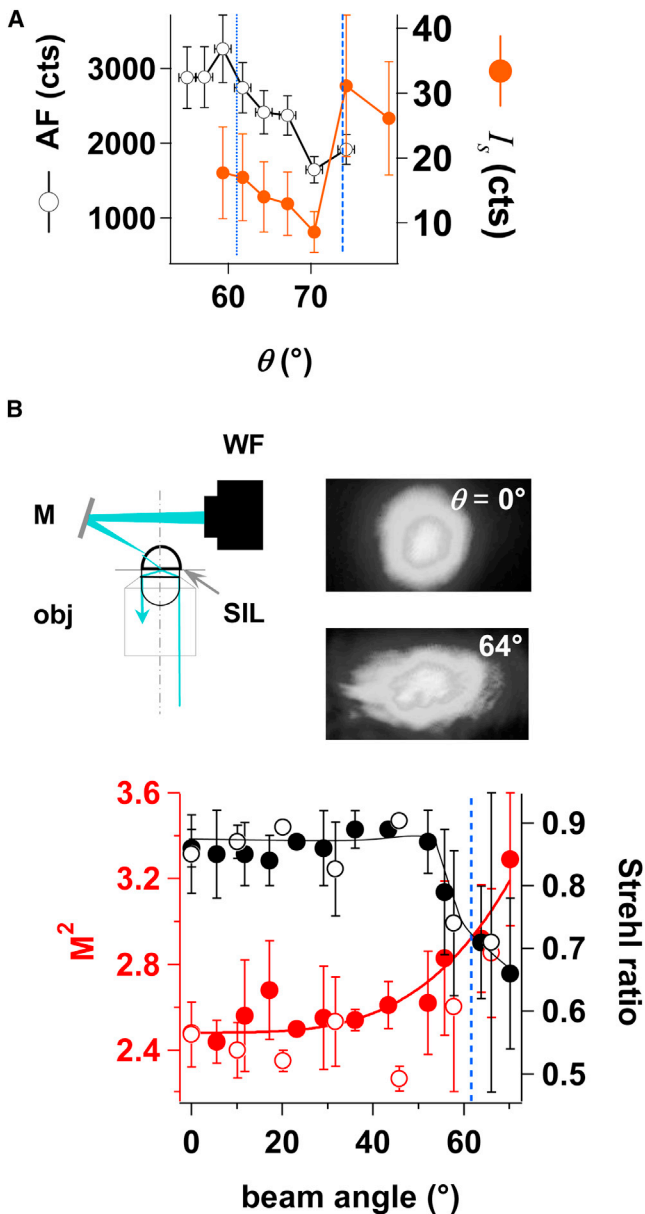 A
AF (cts)
3000
2000
1000
40
30
20
10
I_s (cts)
60
70
θ (°)
B
WF
M
obj
SIL
θ = 0°
64°
M²
3.6
3.2
2.8
2.4
0.9
0.8
0.7
0.6
0.5
Strehl ratio
0
20
40
60
beam angle (°)